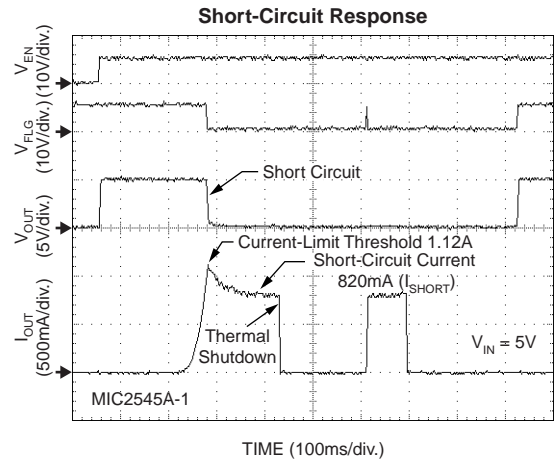 Short-Circuit Response
V_EN
(10V/div.)
V_FLG
(10V/div.)
V_OUT
(5V/div.)
I_OUT
(500mA/div.)
Short Circuit
Current-Limit Threshold 1.12A
Short-Circuit Current
820mA (I_SHORT)
Thermal
Shutdown
V_IN = 5V
MIC2545A-1
TIME (100ms/div.)